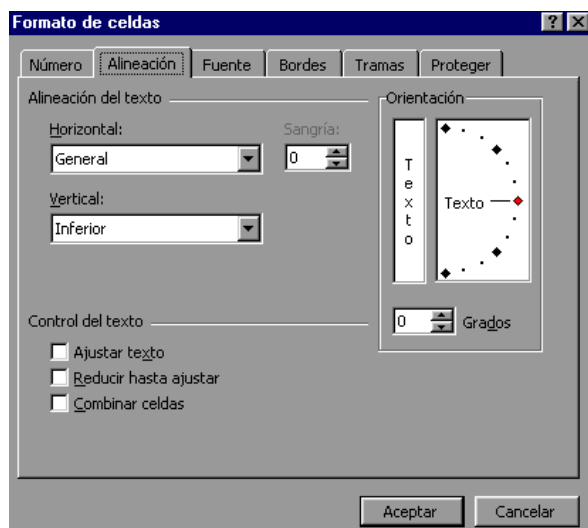 Formato de celdas
Número Alineación Fuente Bordes Tramas Proteger
Alineación del texto
Horizontal:
General
Sangría:
0
Vertical:
Inferior
Orientación
T
e
x
t
o
Texto
0 Grados
Control del texto
Ajustar texto
Reducir hasta ajustar
Combinar celdas
Aceptar Cancelar